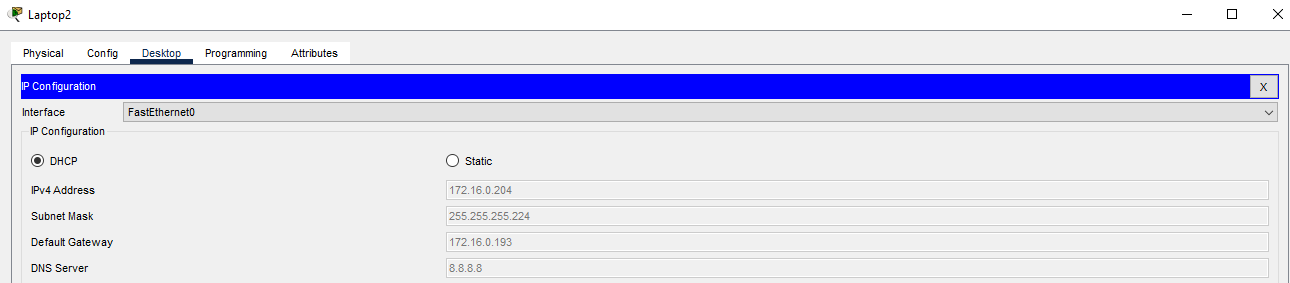 Laptop2
Physical Config Desktop Programming Attributes
IP Configuration X
Interface FastEthernet0
IP Configuration
DHCP Static
IPv4 Address 172.16.0.204
Subnet Mask 255.255.255.224
Default Gateway 172.16.0.193
DNS Server 8.8.8.8